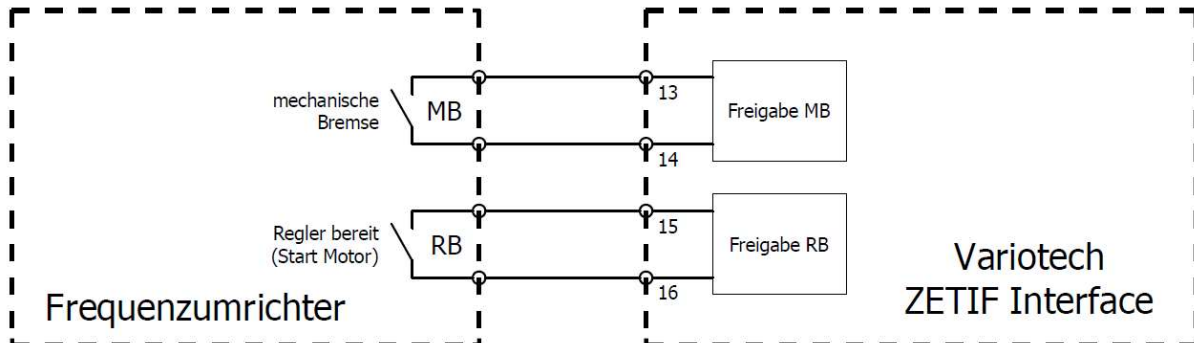 mechanische
Bremse
MB
13
14
Freigabe MB
Regler bereit
(Start Motor)
RB
15
16
Freigabe RB
Frequenzumrichter
Variotech
ZETIF Interface